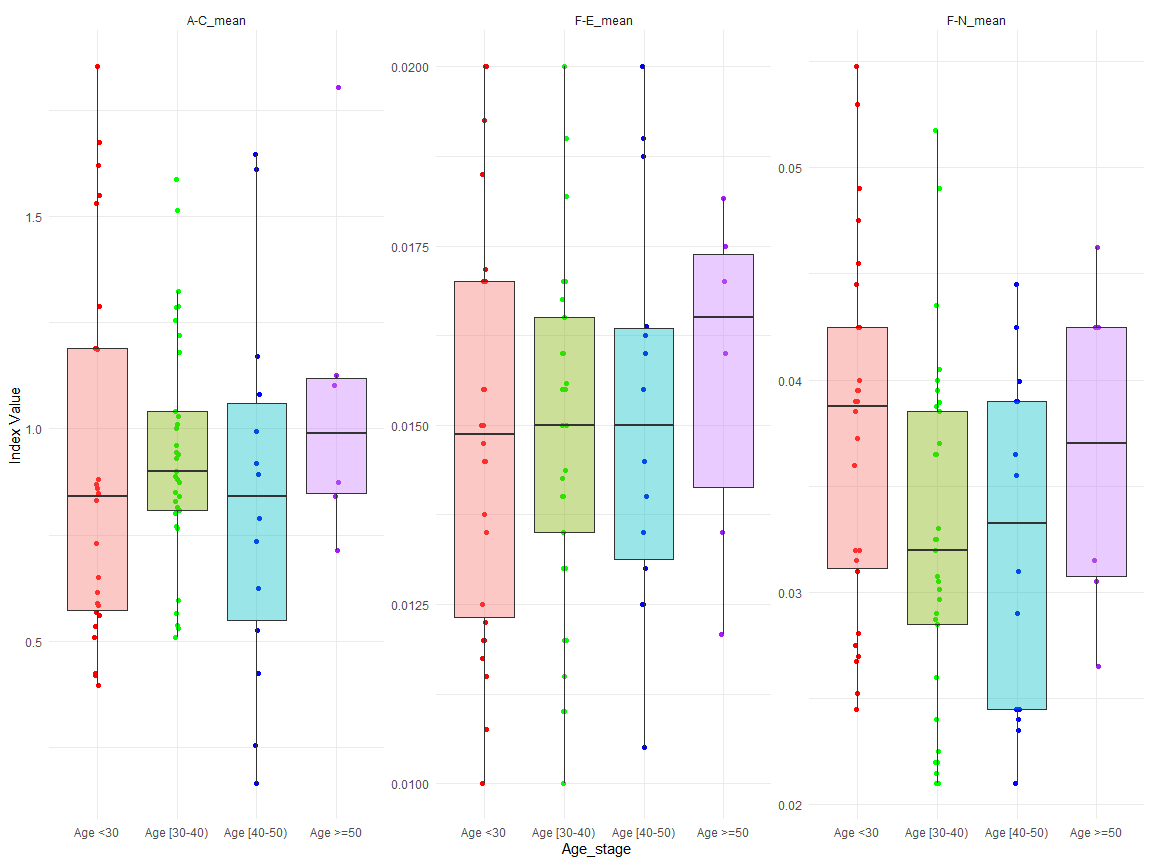 A-C_mean
F-E_mean
F-N_mean
Index Value
1.5
1.0
0.5
0.0200
0.0175
0.0150
0.0125
0.0100
0.05
0.04
0.03
0.02
Age <30 Age [30-40) Age [40-50) Age >=50
Age <30 Age [30-40) Age [40-50) Age >=50
Age <30 Age [30-40) Age [40-50) Age >=50
Age_stage